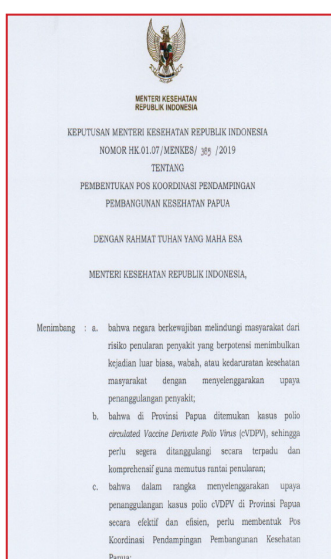 MENTERI KESEHATAN
REPUBLIK INDONESIA
KEPUTUSAN MENTERI KESEHATAN REPUBLIK INDONESIA
NOMOR HK.01.07/MENKES/ 385 /2019
TENTANG
PEMBENTUKAN POS KOORDINASI PENDAMPINGAN
PEMBANGUNAN KESEHATAN PAPUA
DENGAN RAHMAT TUHAN YANG MAHA ESA
MENTERI KESEHATAN REPUBLIK INDONESIA,
Menimbang : a. bahwa negara berkewajiban melindungi masyarakat dari
risiko penularan penyakit yang berpotensi menimbulkan
kejadian luar biasa, wabah, atau kedaruratan kesehatan
masyarakat dengan menyelenggarakan upaya
penanggulangan penyakit;
b. bahwa di Provinsi Papua ditemukan kasus polio
circulated Vaccine Derivate Polio Virus (cVDPV), sehingga
perlu segera ditanggulangi secara terpadu dan
komprehensif guna memutus rantai penularan;
c. bahwa dalam rangka menyelenggarakan upaya
penanggulangan kasus polio cVDPV di Provinsi Papua
secara efektif dan efisien, perlu membentuk Pos
Koordinasi Pendampingan Pembangunan Kesehatan
Papua;